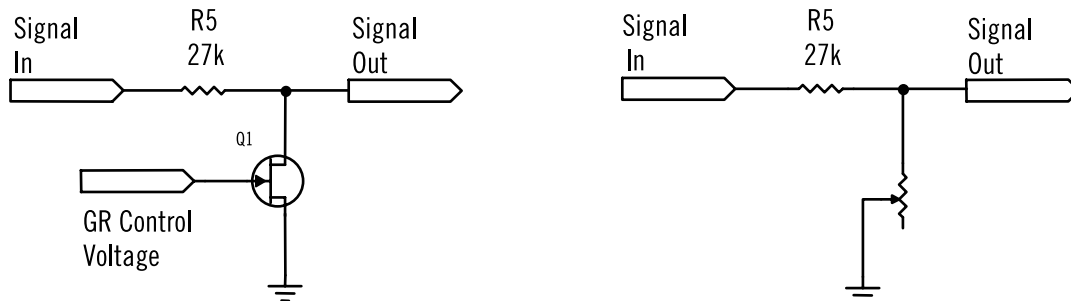 Signal
In
R5
27k
Signal
Out
Q1
GR Control
Voltage
Signal
In
R5
27k
Signal
Out